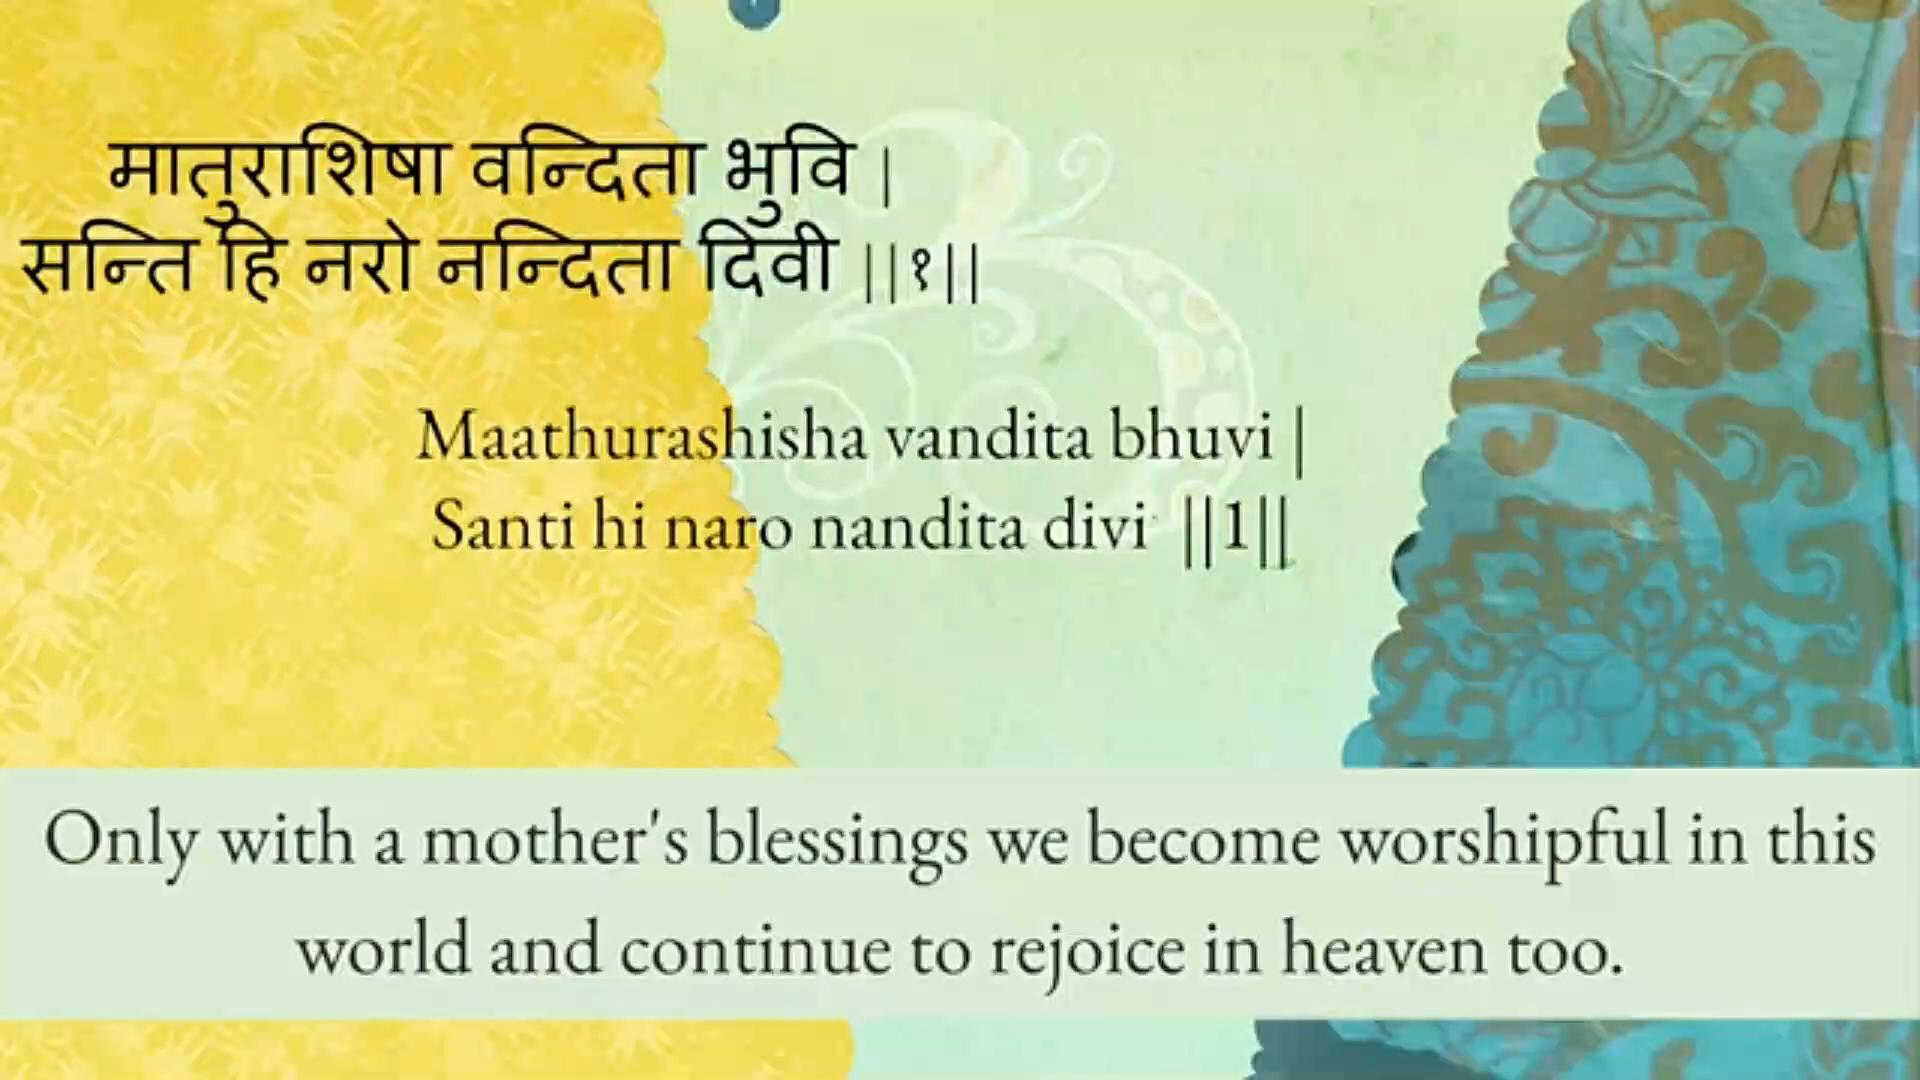 मातुराशिषा वन्दिता भुवि |
सन्ति हि नरो नन्दिता दिवी ||१||
Maathurashisha vandita bhuvi |
Santi hi naro nandita divi ||1||
Only with a mother's blessings we become worshipful in this
world and continue to rejoice in heaven too.